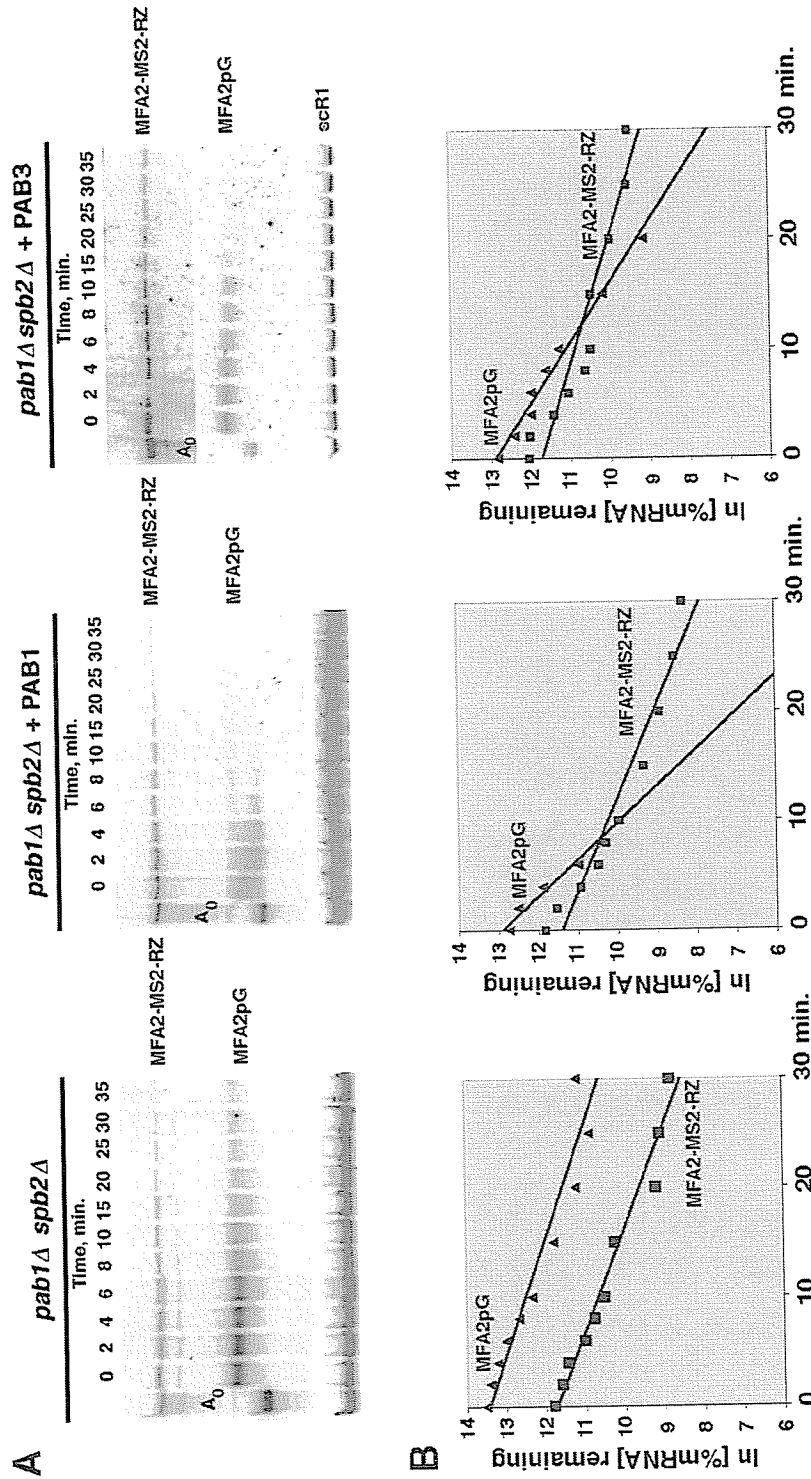 A
pab1Δ spb2Δ
Time, min.
0 2 4 6 8 10 15 20 25 30 35
MFA2-MS2-RZ
A0
MFA2pG
pab1Δ spb2Δ + PAB1
Time, min.
0 2 4 6 8 10 15 20 25 30 35
MFA2-MS2-RZ
A0
MFA2pG
pab1Δ spb2Δ + PAB3
Time, min.
0 2 4 6 8 10 15 20 25 30 35
MFA2-MS2-RZ
A0
MFA2pG
scR1
B
ln [%mRNA] remaining
14
13
12
11
10
9
8
7
6
MFA2pG
MFA2-MS2-RZ
0 10 20 30 min.
ln [%mRNA] remaining
14
13
12
11
10
9
8
7
6
MFA2pG
MFA2-MS2-RZ
0 10 20 30 min.
ln [%mRNA] remaining
14
13
12
11
10
9
8
7
6
MFA2pG
MFA2-MS2-RZ
0 10 20 30 min.